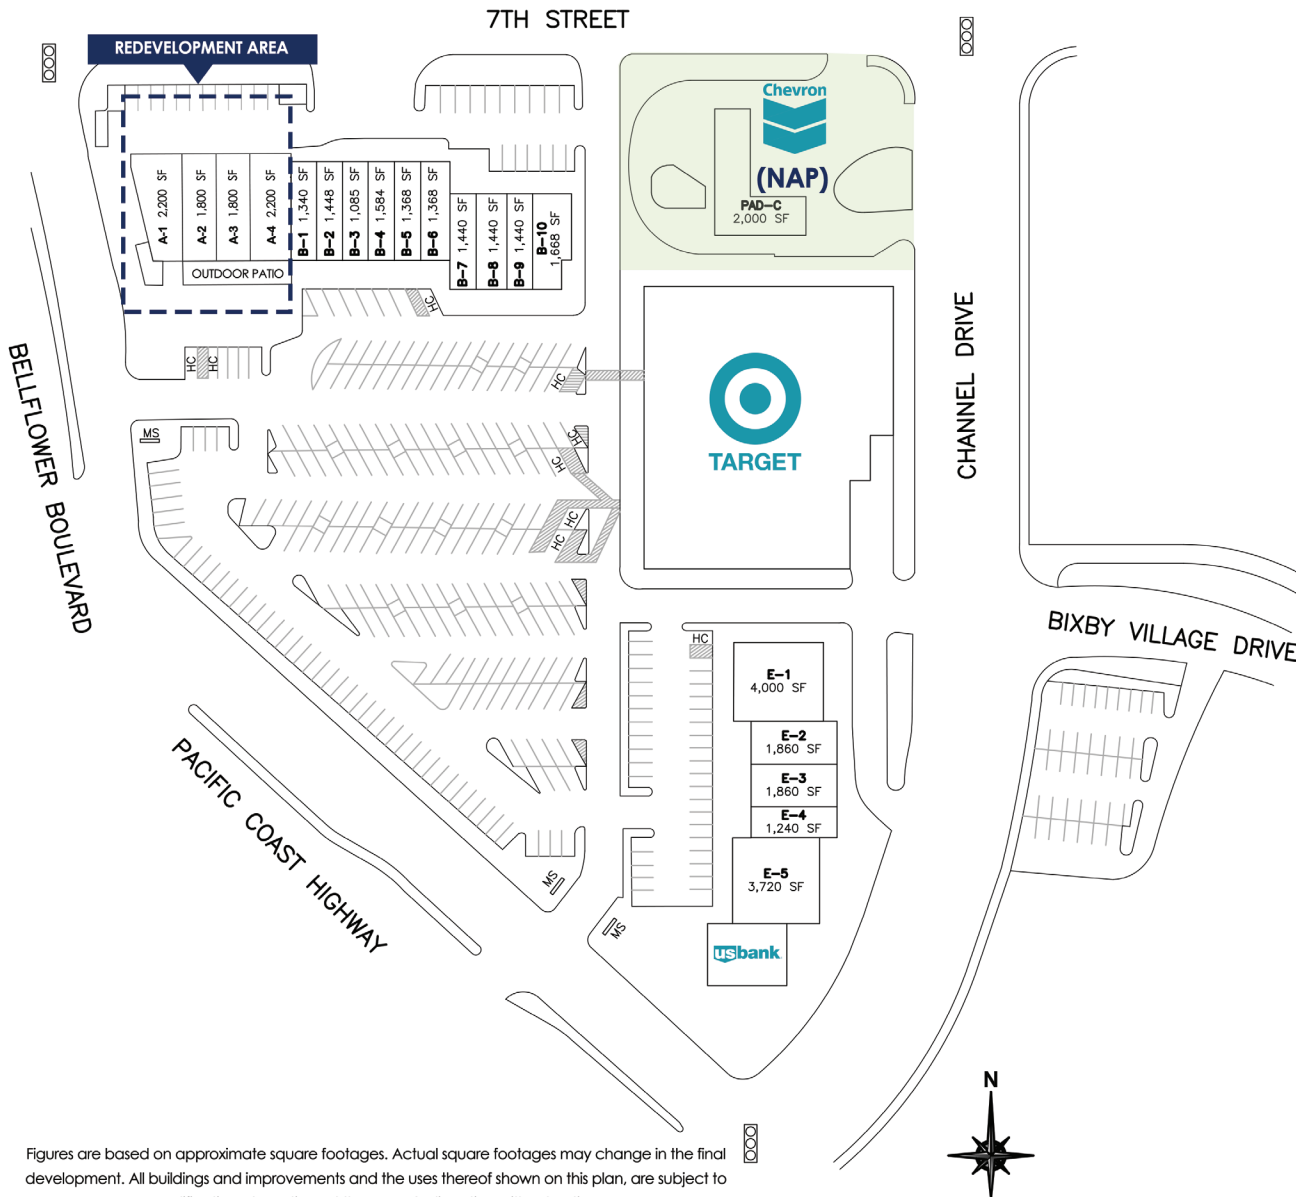 7TH STREET
REDEVELOPMENT AREA
Chevron
(NAP)
PAD-C
2,000 SF
A-1 2,200 SF
A-2 1,800 SF
A-3 1,800 SF
A-4 2,200 SF
B-1 1,340 SF
B-2 1,448 SF
B-3 1,085 SF
B-4 1,584 SF
B-5 1,368 SF
B-6 1,368 SF
B-7 1,440 SF
B-8 1,440 SF
B-9 1,440 SF
B-10
1,668 SF
OUTDOOR PATIO
HC
HC
HC
HC
HC
HC
HC
HC
TARGET
CHANNEL DRIVE
BELLFLOWER BOULEVARD
MS
BIXBY VILLAGE DRIVE
HC
E-1
4,000 SF
E-2
1,860 SF
E-3
1,860 SF
E-4
1,240 SF
E-5
3,720 SF
usbank
PACIFIC COAST HIGHWAY
MS
MS
N
Figures are based on approximate square footages. Actual square footages may change in the final
development. All buildings and improvements and the uses thereof shown on this plan, are subject to